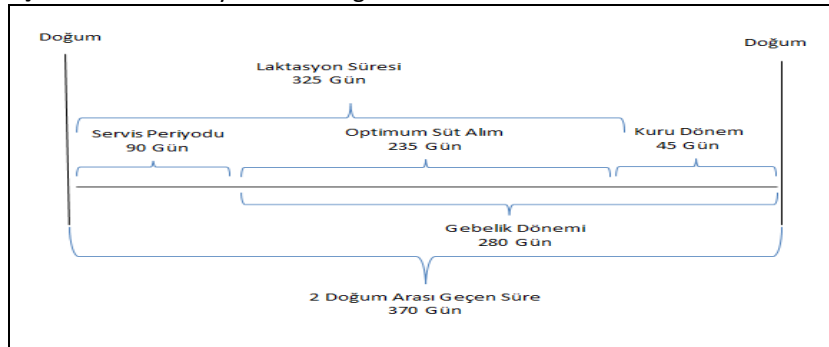 Doğum
Doğum
Laktasyon Süresi
325 Gün
Servis Periyodu
90 Gün
Optimum Süt Alım
235 Gün
Kuru Dönem
45 Gün
Gebelik Dönemi
280 Gün
2 Doğum Arası Geçen Süre
370 Gün